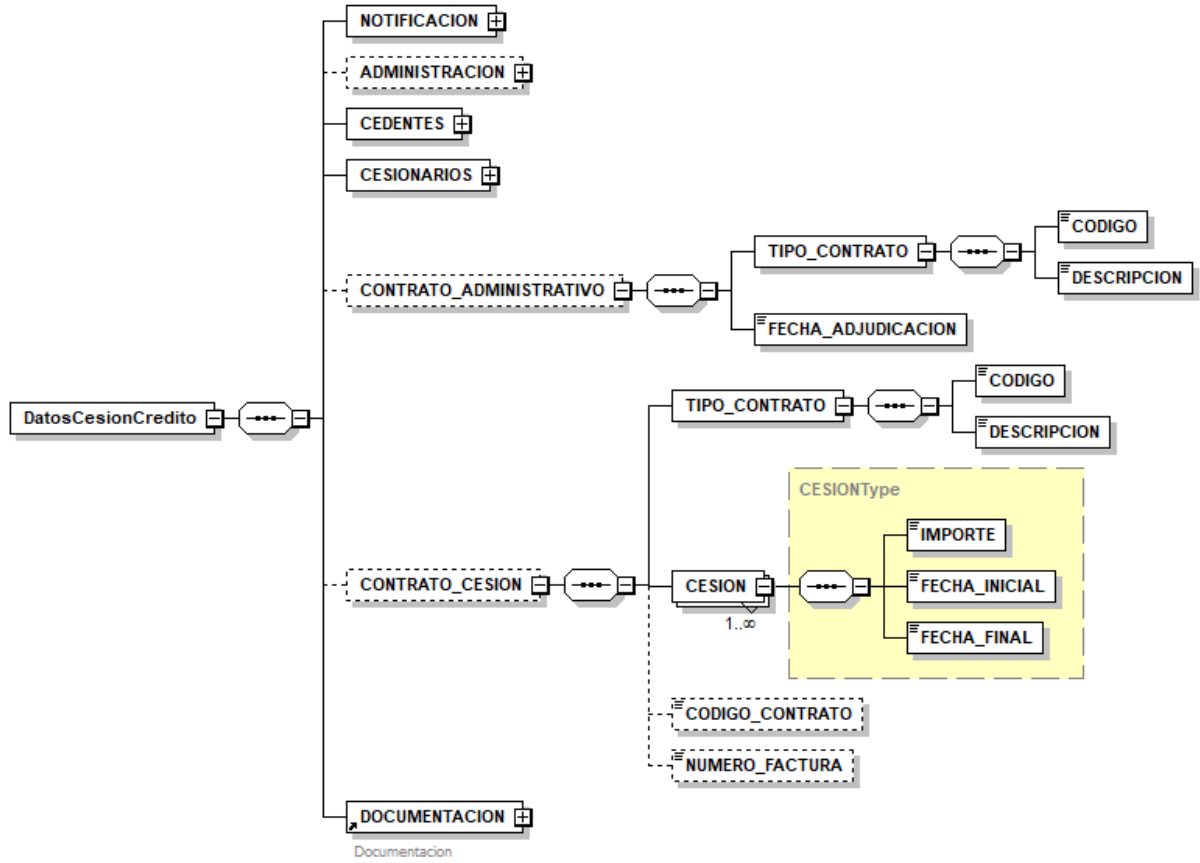 NOTIFICACION
ADMINISTRACION
CEDENTES
CESIONARIOS
CODIGO
TIPO_CONTRATO
DESCRIPCION
CONTRATO_ADMINISTRATIVO
FECHA_ADJUDICACION
CODIGO
TIPO_CONTRATO
DESCRIPCION
DatosCesionCredito
CESIONType
IMPORTE
CONTRATO_CESION
CESION
FECHA_INICIAL
1..∞
FECHA_FINAL
CODIGO_CONTRATO
NUMERO_FACTURA
DOCUMENTACION
Documentacion